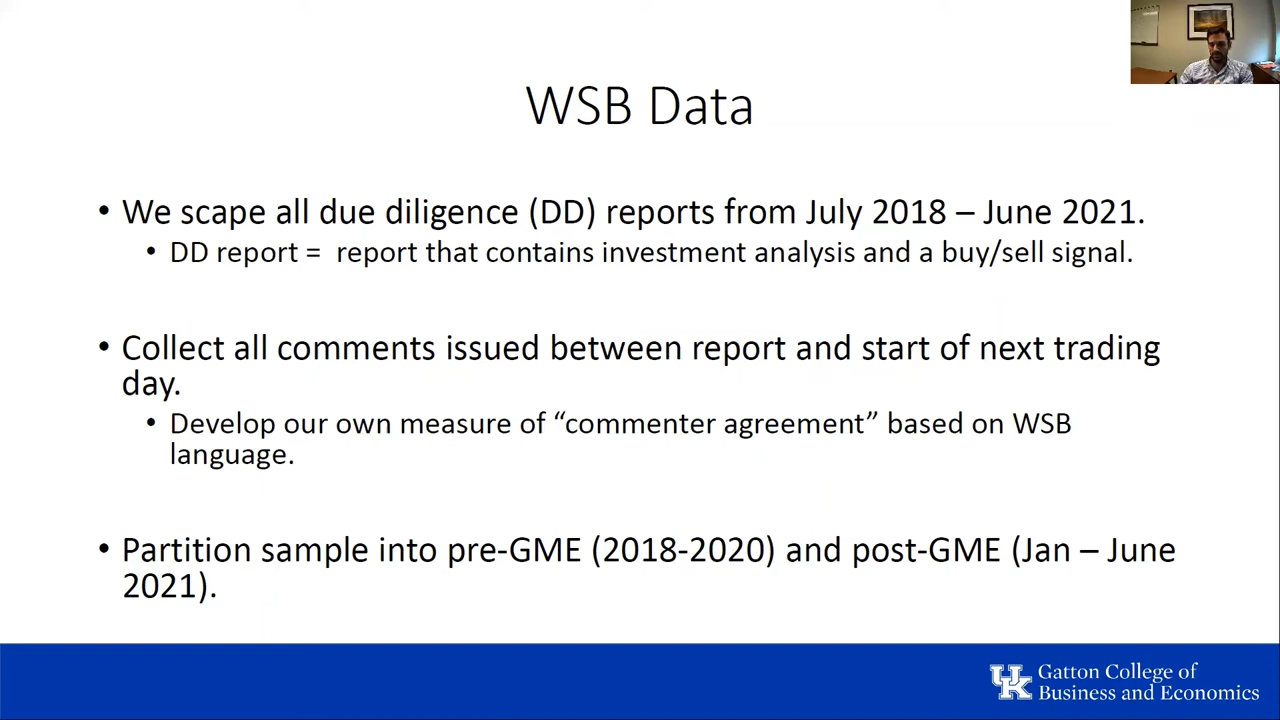 WSB Data
• We scape all due diligence (DD) reports from July 2018 – June 2021.
• DD report = report that contains investment analysis and a buy/sell signal.
• Collect all comments issued between report and start of next trading
day.
• Develop our own measure of “commenter agreement” based on WSB
language.
• Partition sample into pre-GME (2018-2020) and post-GME (Jan – June
2021).
UK
Gatton College of
Business and Economics